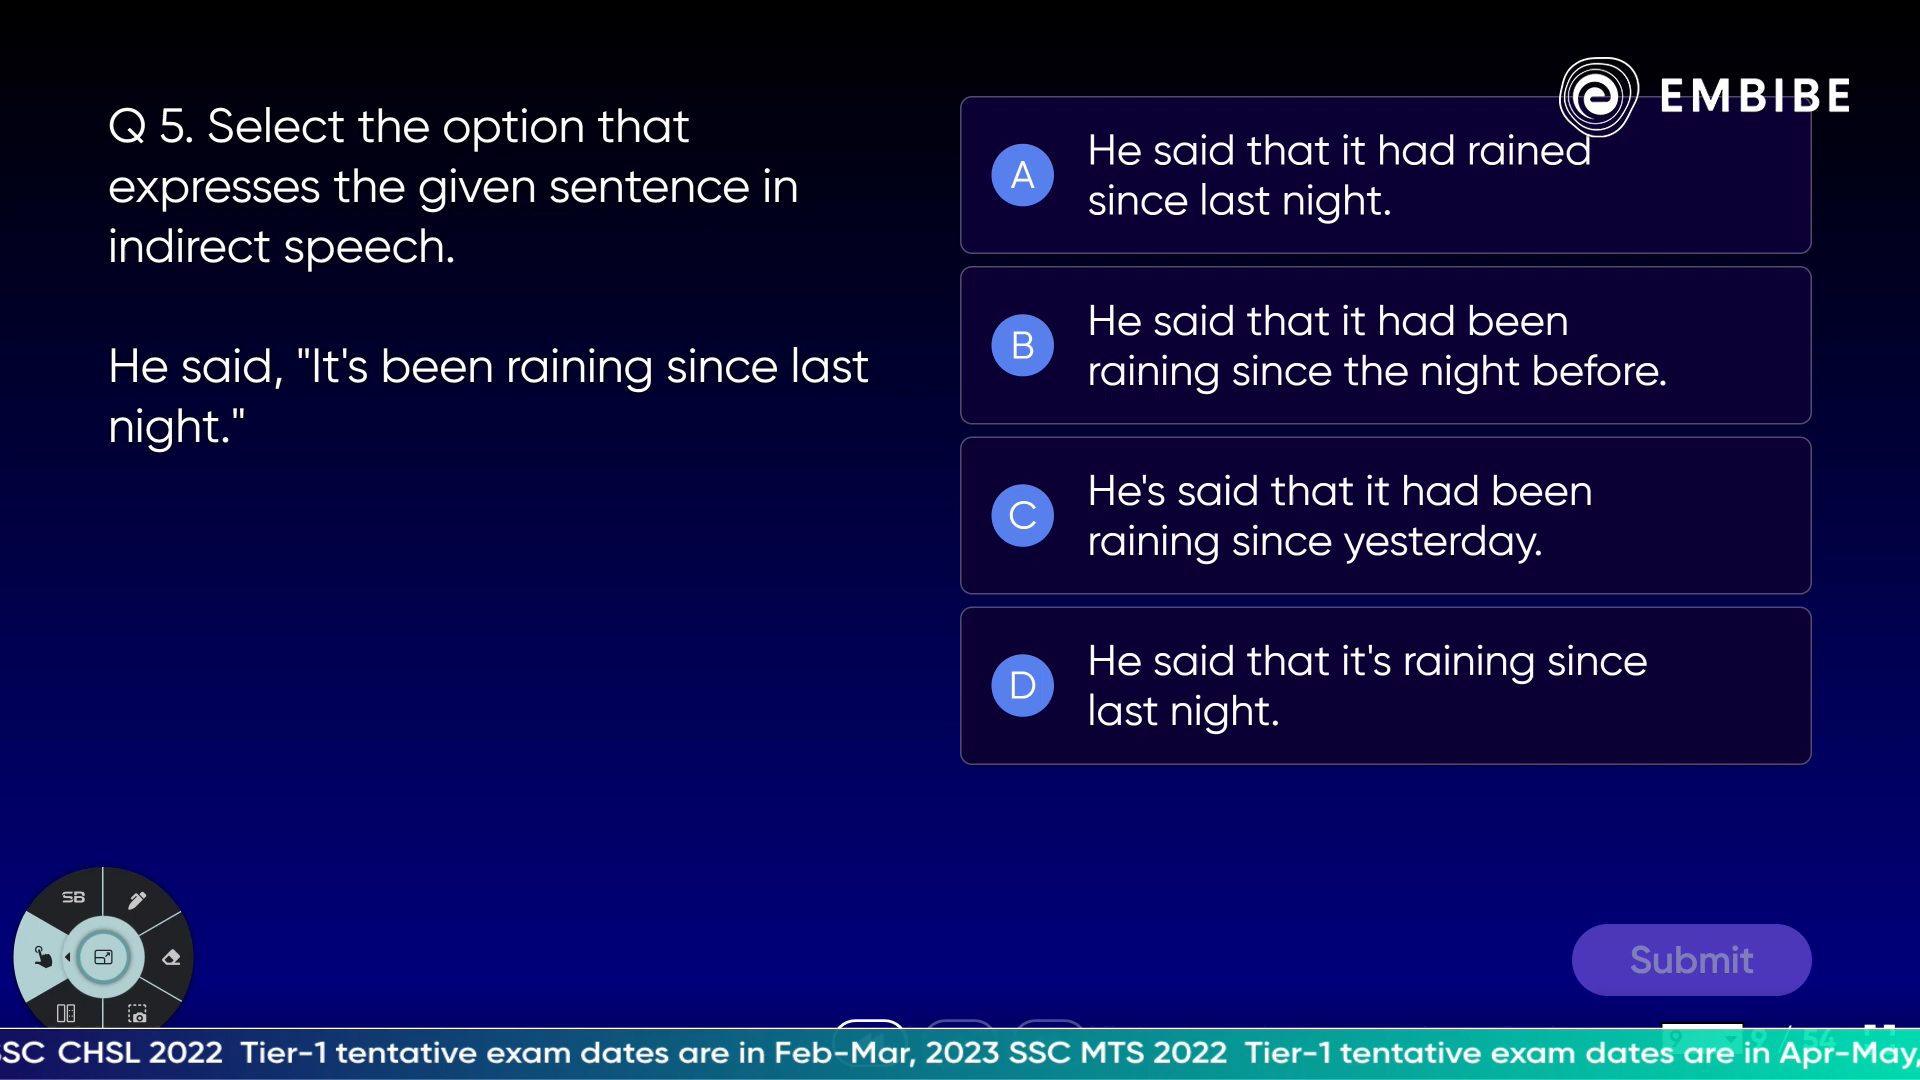 EMBIBE
Q 5. Select the option that
expresses the given sentence in
indirect speech.
He said, "It's been raining since last
night."
A
He said that it had rained
since last night.
B
He said that it had been
raining since the night before.
C
He's said that it had been
raining since yesterday.
D
He said that it's raining since
last night.
SB
Submit
SSC CHSL 2022 Tier-1 tentative exam dates are in Feb-Mar, 2023 SSC MTS 2022 Tier-1 tentative exam dates are in Apr-May,
9 / 54